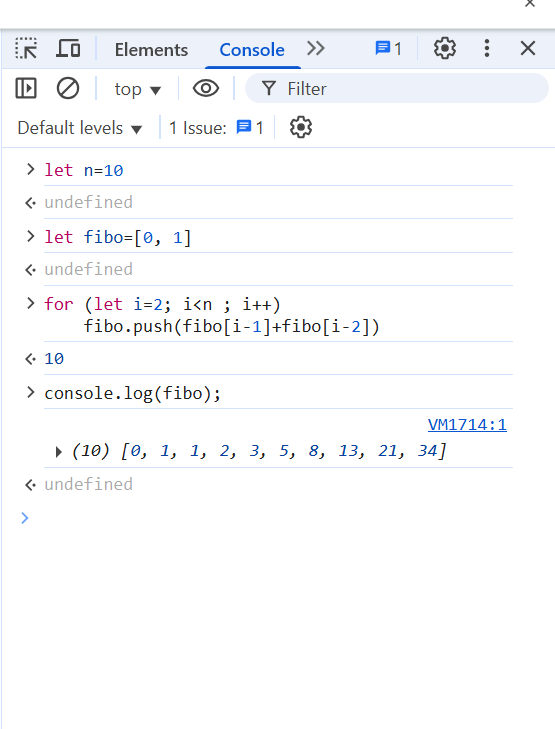 Elements Console 1
top Filter
Default levels 1 Issue: 1
let n=10
undefined
let fibo=[0, 1]
undefined
for (let i=2; i<n ; i++)
fibo.push(fibo[i-1]+fibo[i-2])
10
console.log(fibo);
VM1714:1
(10) [0, 1, 1, 2, 3, 5, 8, 13, 21, 34]
undefined